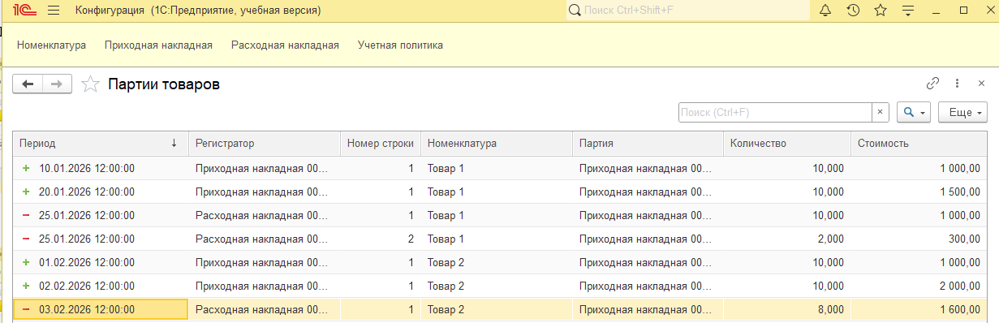 1С Конфигурация (1С:Предприятие, учебная версия) Поиск Ctrl+Shift+F
Номенклатура Приходная накладная Расходная накладная Учетная политика
Партии товаров
Поиск (Ctrl+F) × Еще
Период ↓ Регистратор Номер строки Номенклатура Партия Количество Стоимость
+ 10.01.2026 12:00:00 Приходная накладная 00... 1 Товар 1 Приходная накладная 00... 10,000 1 000,00
+ 20.01.2026 12:00:00 Приходная накладная 00... 1 Товар 1 Приходная накладная 00... 10,000 1 500,00
− 25.01.2026 12:00:00 Расходная накладная 00... 1 Товар 1 Приходная накладная 00... 10,000 1 000,00
− 25.01.2026 12:00:00 Расходная накладная 00... 2 Товар 1 Приходная накладная 00... 2,000 300,00
+ 01.02.2026 12:00:00 Приходная накладная 00... 1 Товар 2 Приходная накладная 00... 10,000 1 000,00
+ 02.02.2026 12:00:00 Приходная накладная 00... 1 Товар 2 Приходная накладная 00... 10,000 2 000,00
− 03.02.2026 12:00:00 Расходная накладная 00... 1 Товар 2 Приходная накладная 00... 8,000 1 600,00